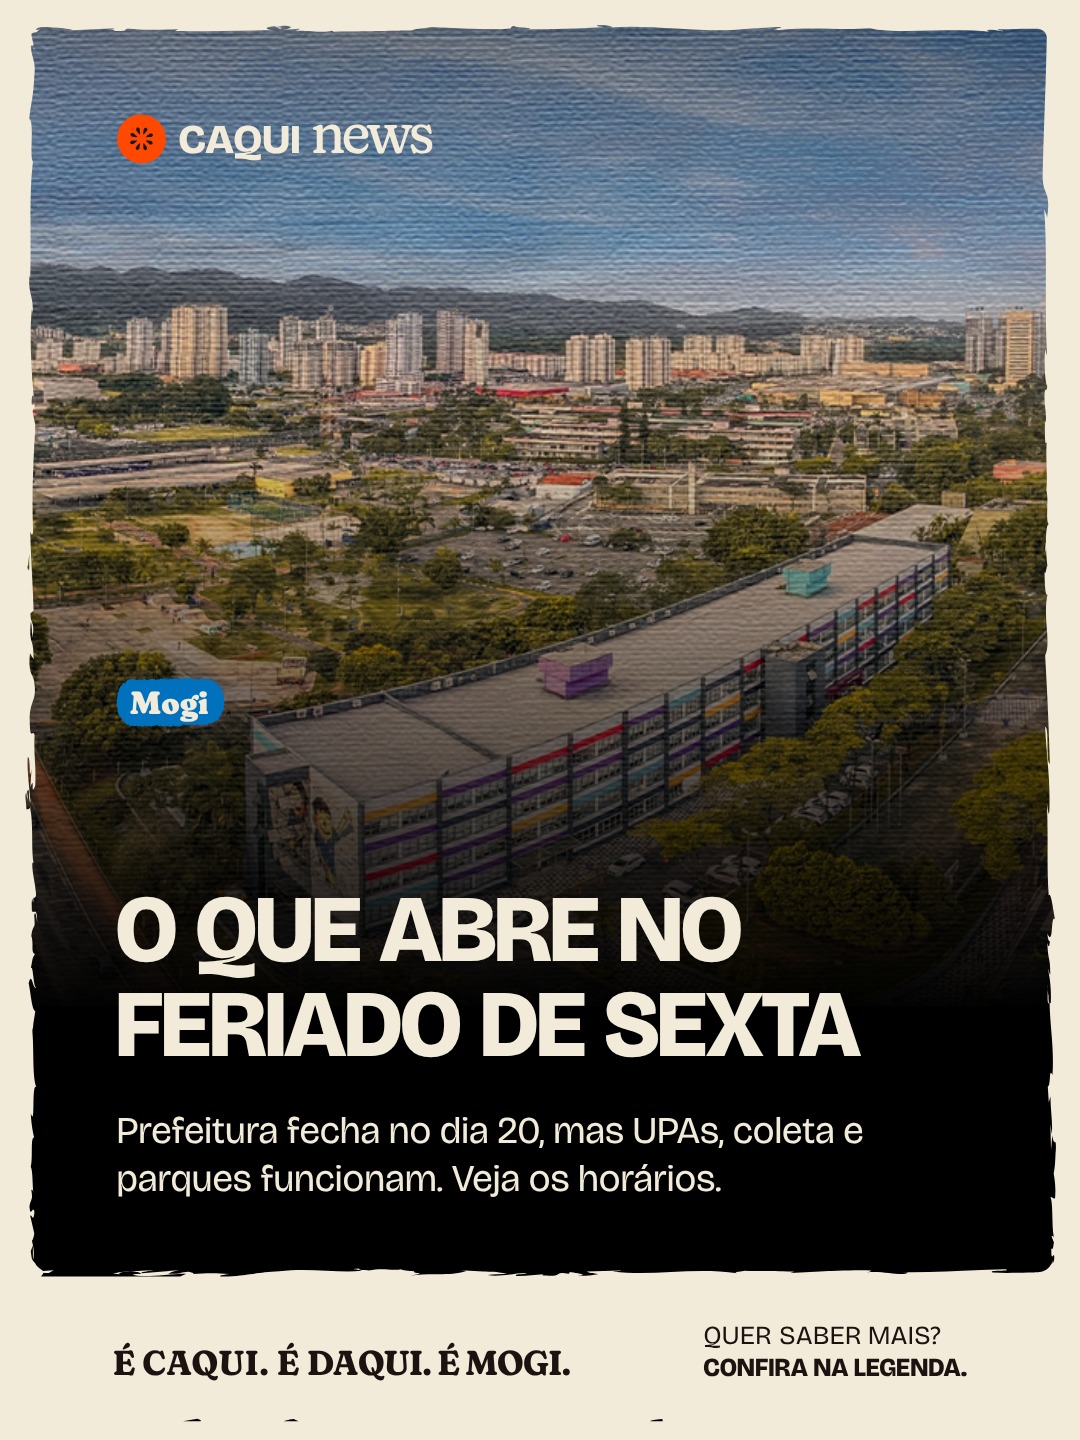 CAQUI news
Mogi
O QUE ABRE NO
FERIADO DE SEXTA
Prefeitura fecha no dia 20, mas UPAs, coleta e
parques funcionam. Veja os horários.
É CAQUI. É DAQUI. É MOGI.
QUER SABER MAIS?
CONFIRA NA LEGENDA.